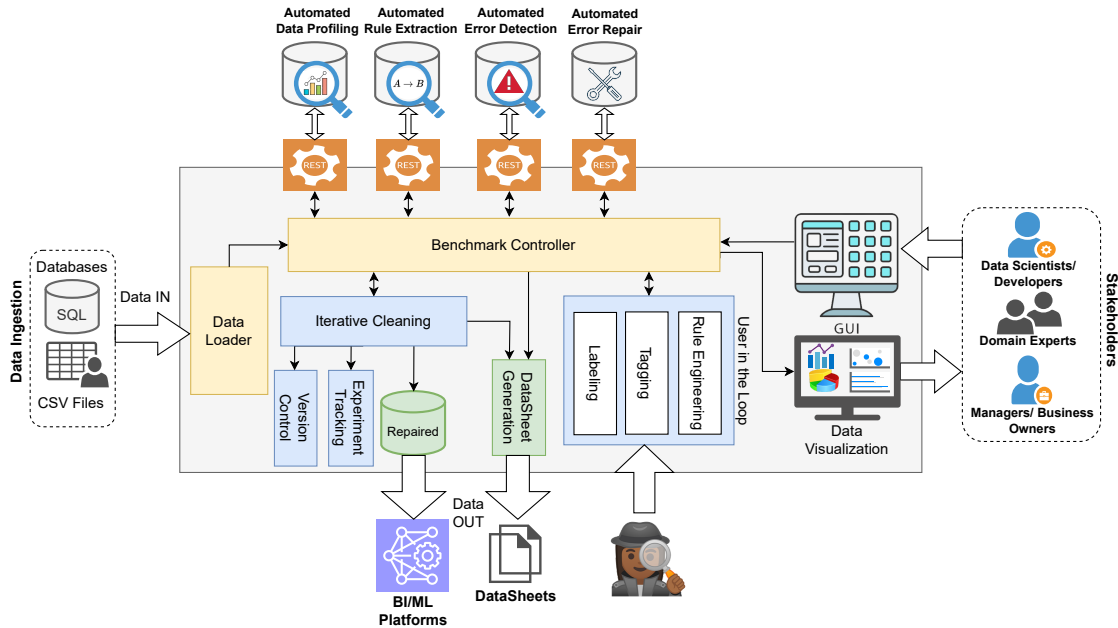 Automated
Data Profiling
Automated
Rule Extraction
Automated
Error Detection
Automated
Error Repair
A → B
REST
REST
REST
REST
Benchmark Controller
Data Ingestion
Databases
SQL
CSV Files
Data IN
Data
Loader
Iterative Cleaning
Version
Control
Experiment
Tracking
Repaired
DataSheet
Generation
Labeling
Tagging
Rule Engineering
User in the Loop
GUI
Data
Visualization
Data Scientists/
Developers
Domain Experts
Managers/ Business
Owners
Stakeholders
Data
OUT
BI/ML
Platforms
DataSheets